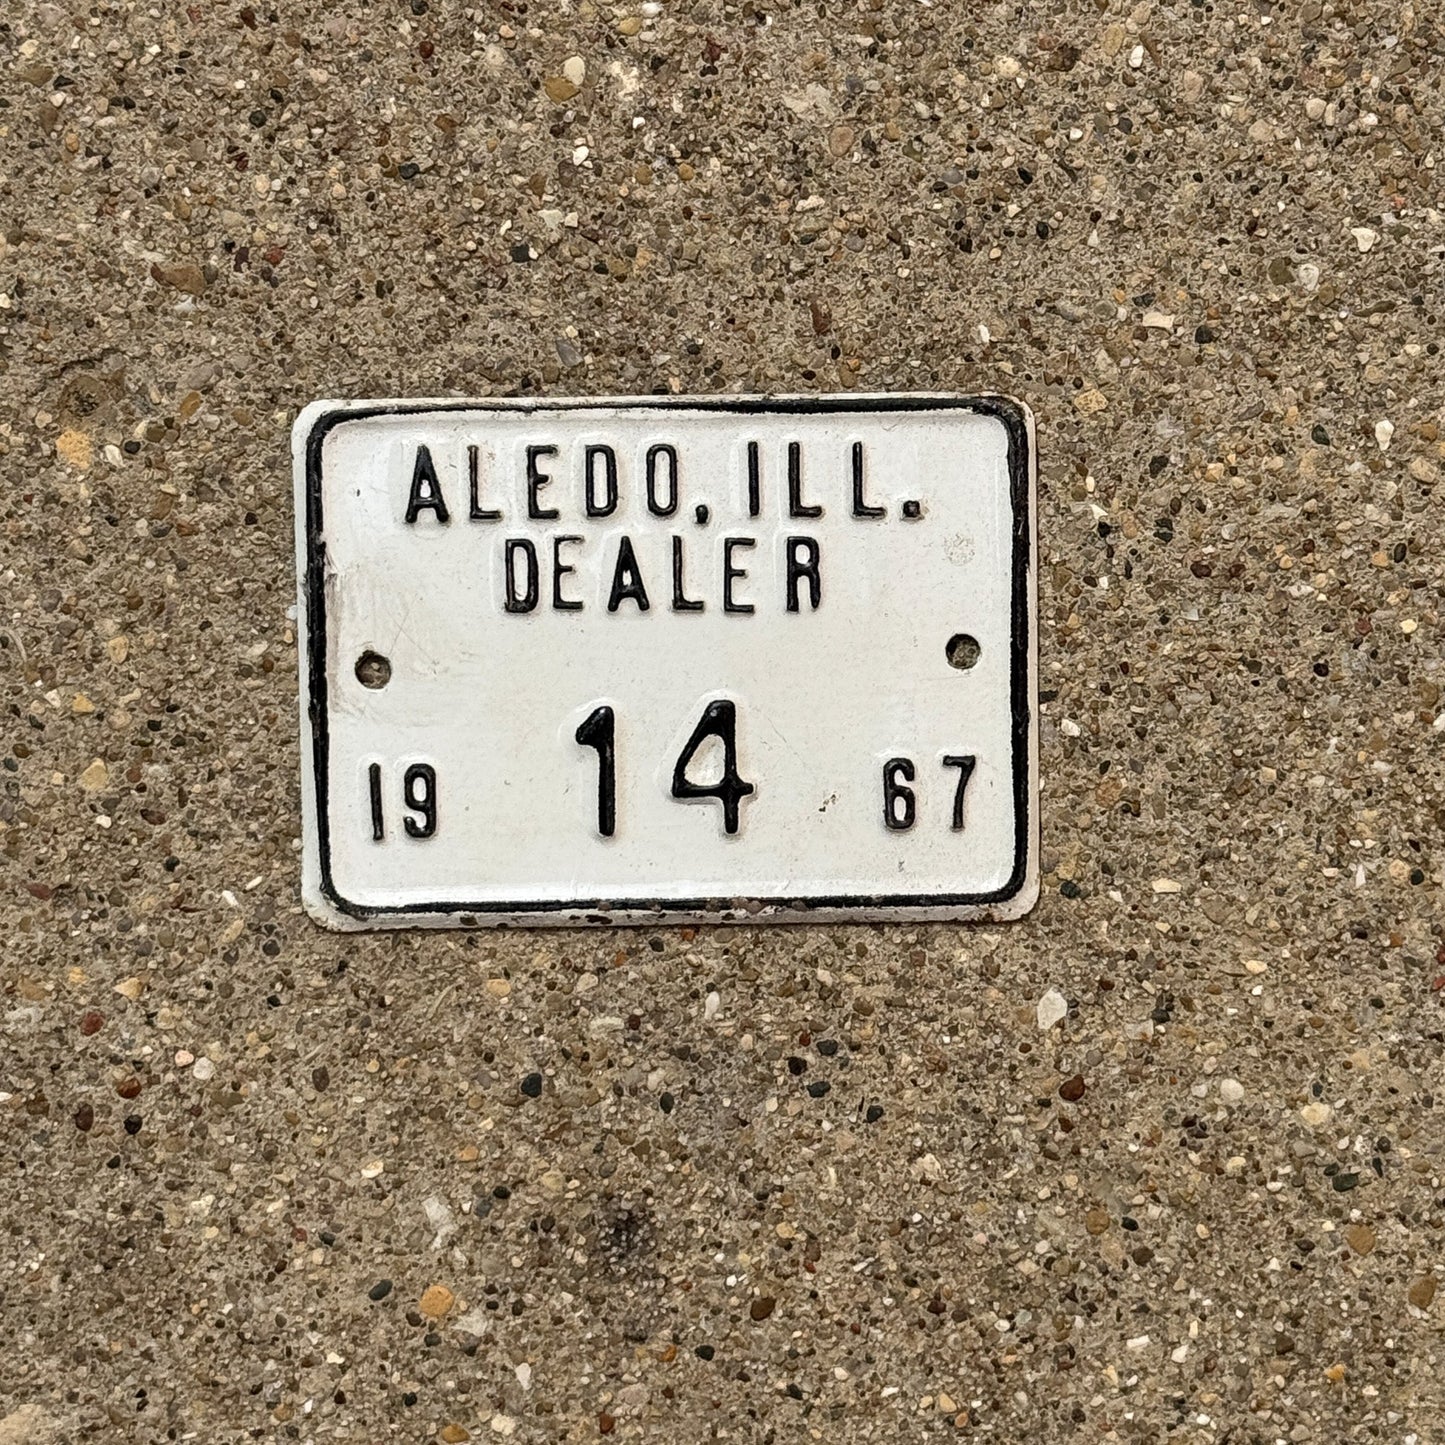 ALEDO, ILL.
DEALER
19 14 67